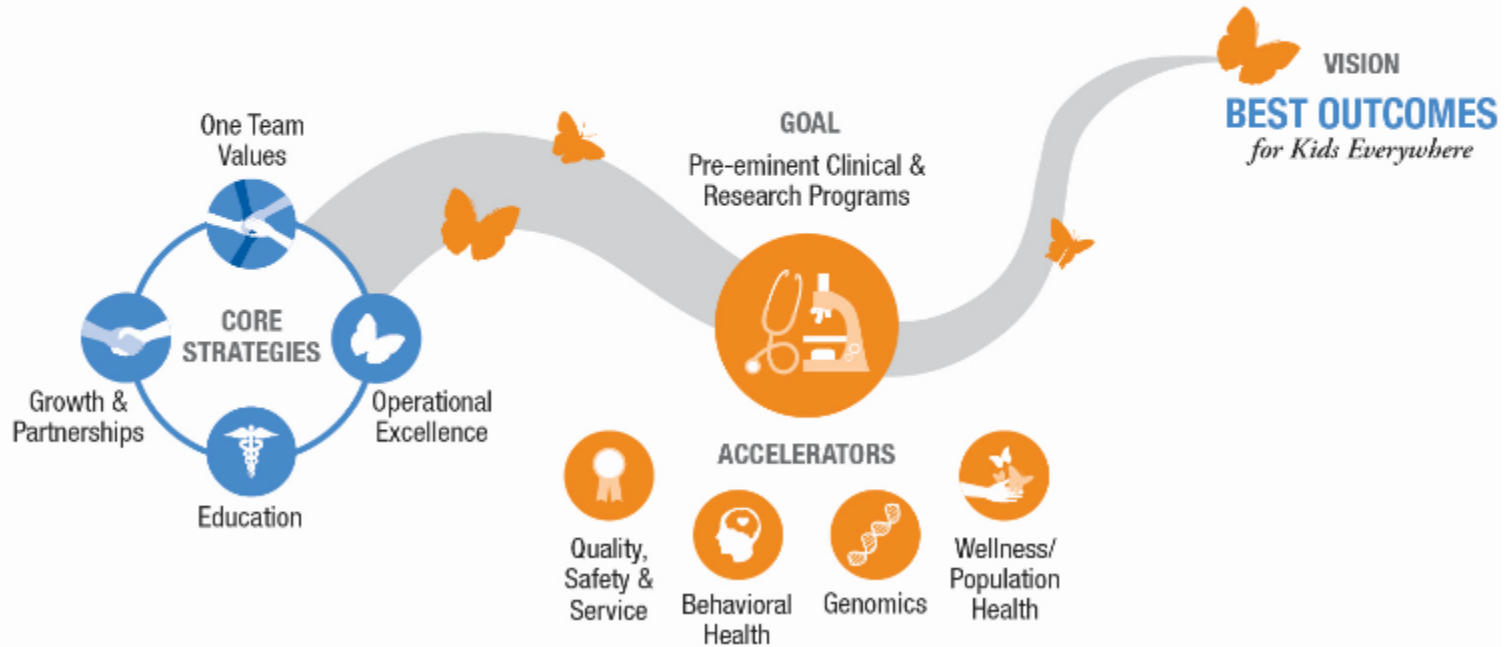 One Team
Values
CORE
STRATEGIES
Growth &
Partnerships
Operational
Excellence
Education
GOAL
Pre-eminent Clinical &
Research Programs
ACCELERATORS
Quality,
Safety &
Service
Behavioral
Health
Genomics
Wellness/
Population
Health
VISION
BEST OUTCOMES
for Kids Everywhere